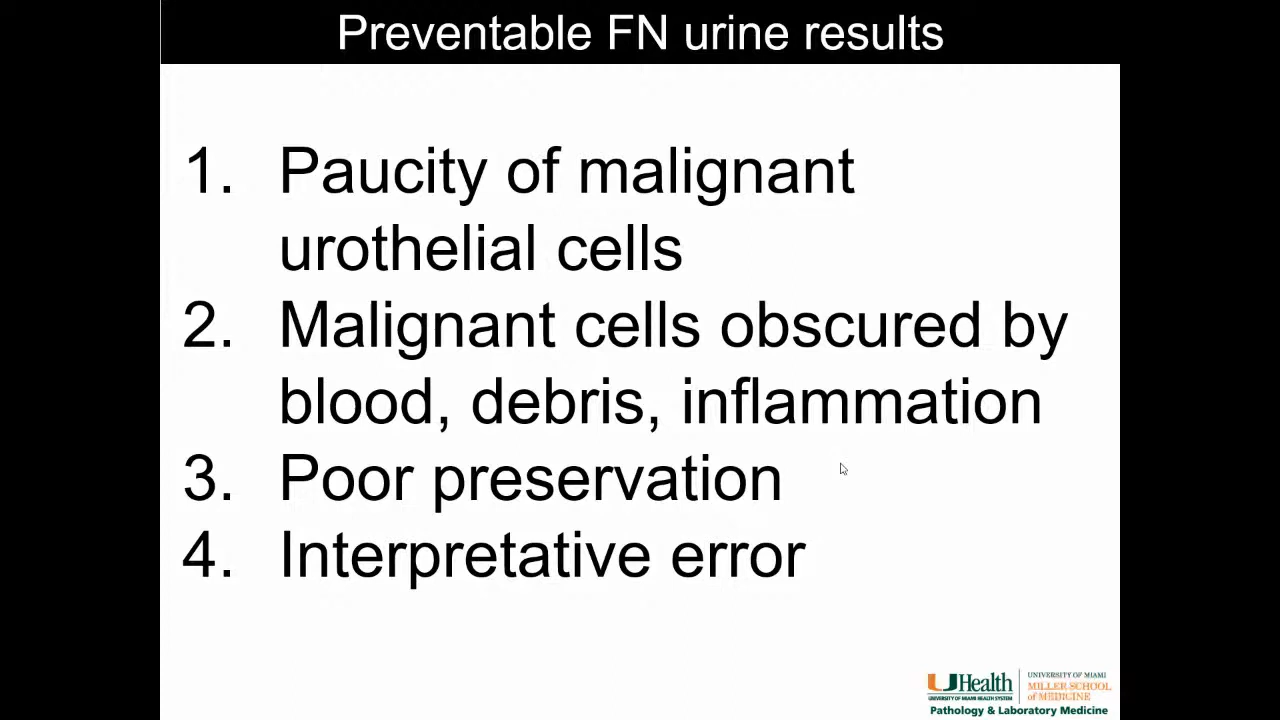 Preventable FN urine results
1. Paucity of malignant
urothelial cells
2. Malignant cells obscured by
blood, debris, inflammation
3. Poor preservation
4. Interpretative error
UHealth
UNIVERSITY OF MIAMI HEALTH SYSTEM
UNIVERSITY OF MIAMI
MILLER SCHOOL
of MEDICINE
Pathology & Laboratory Medicine